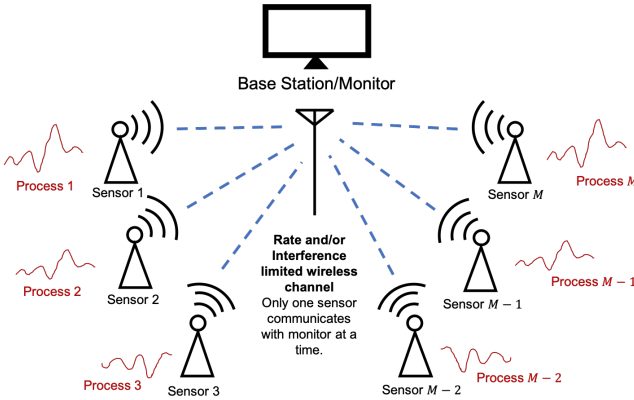 Base Station/Monitor
Process 1
Sensor 1
Process 2
Sensor 2
Process 3
Sensor 3
Rate and/or
Interference
limited wireless
channel
Only one sensor
communicates
with monitor at a
time.
Sensor M
Process M
Sensor M − 1
Process M − 1
Sensor M − 2
Process M − 2